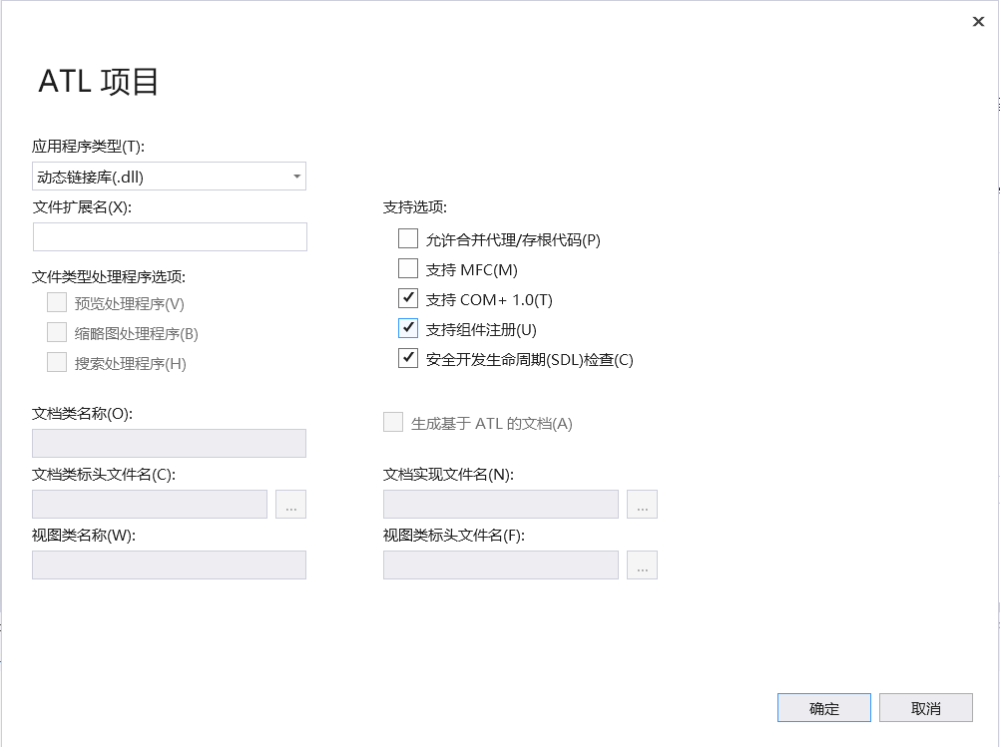 ATL 项目
应用程序类型(T):
动态链接库(.dll)
文件扩展名(X):
文件类型处理程序选项:
预览处理程序(V)
缩略图处理程序(B)
搜索处理程序(H)
支持选项:
允许合并代理/存根代码(P)
支持 MFC(M)
支持 COM+ 1.0(T)
支持组件注册(U)
安全开发生命周期(SDL)检查(C)
文档类名称(O):
生成基于 ATL 的文档(A)
文档类标头文件名(C):
...
文档实现文件名(N):
...
视图类名称(W):
视图类标头文件名(F):
...
确定
取消